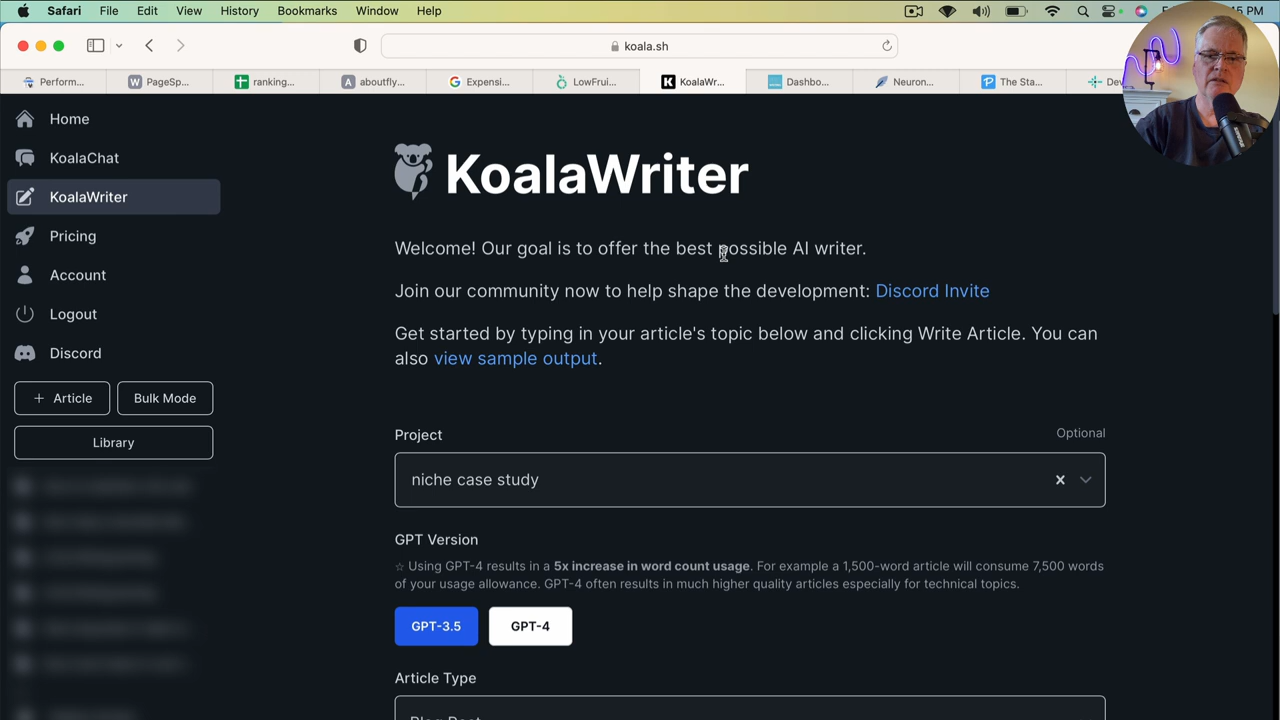 Safari File Edit View History Bookmarks Window Help
koala.sh
Perform... PageSp... ranking... aboutfly... Expensi... LowFrui... KoalaWr... Dashbo... Neuron... The Sta...
Home
KoalaChat
KoalaWriter
Pricing
Account
Logout
Discord
+ Article Bulk Mode
Library
KoalaWriter
Welcome! Our goal is to offer the best possible AI writer.
Join our community now to help shape the development: Discord Invite
Get started by typing in your article's topic below and clicking Write Article. You can
also view sample output.
Project Optional
niche case study
GPT Version
☆ Using GPT-4 results in a 5x increase in word count usage. For example a 1,500-word article will consume 7,500 words
of your usage allowance. GPT-4 often results in much higher quality articles especially for technical topics.
GPT-3.5 GPT-4
Article Type
Blog Post